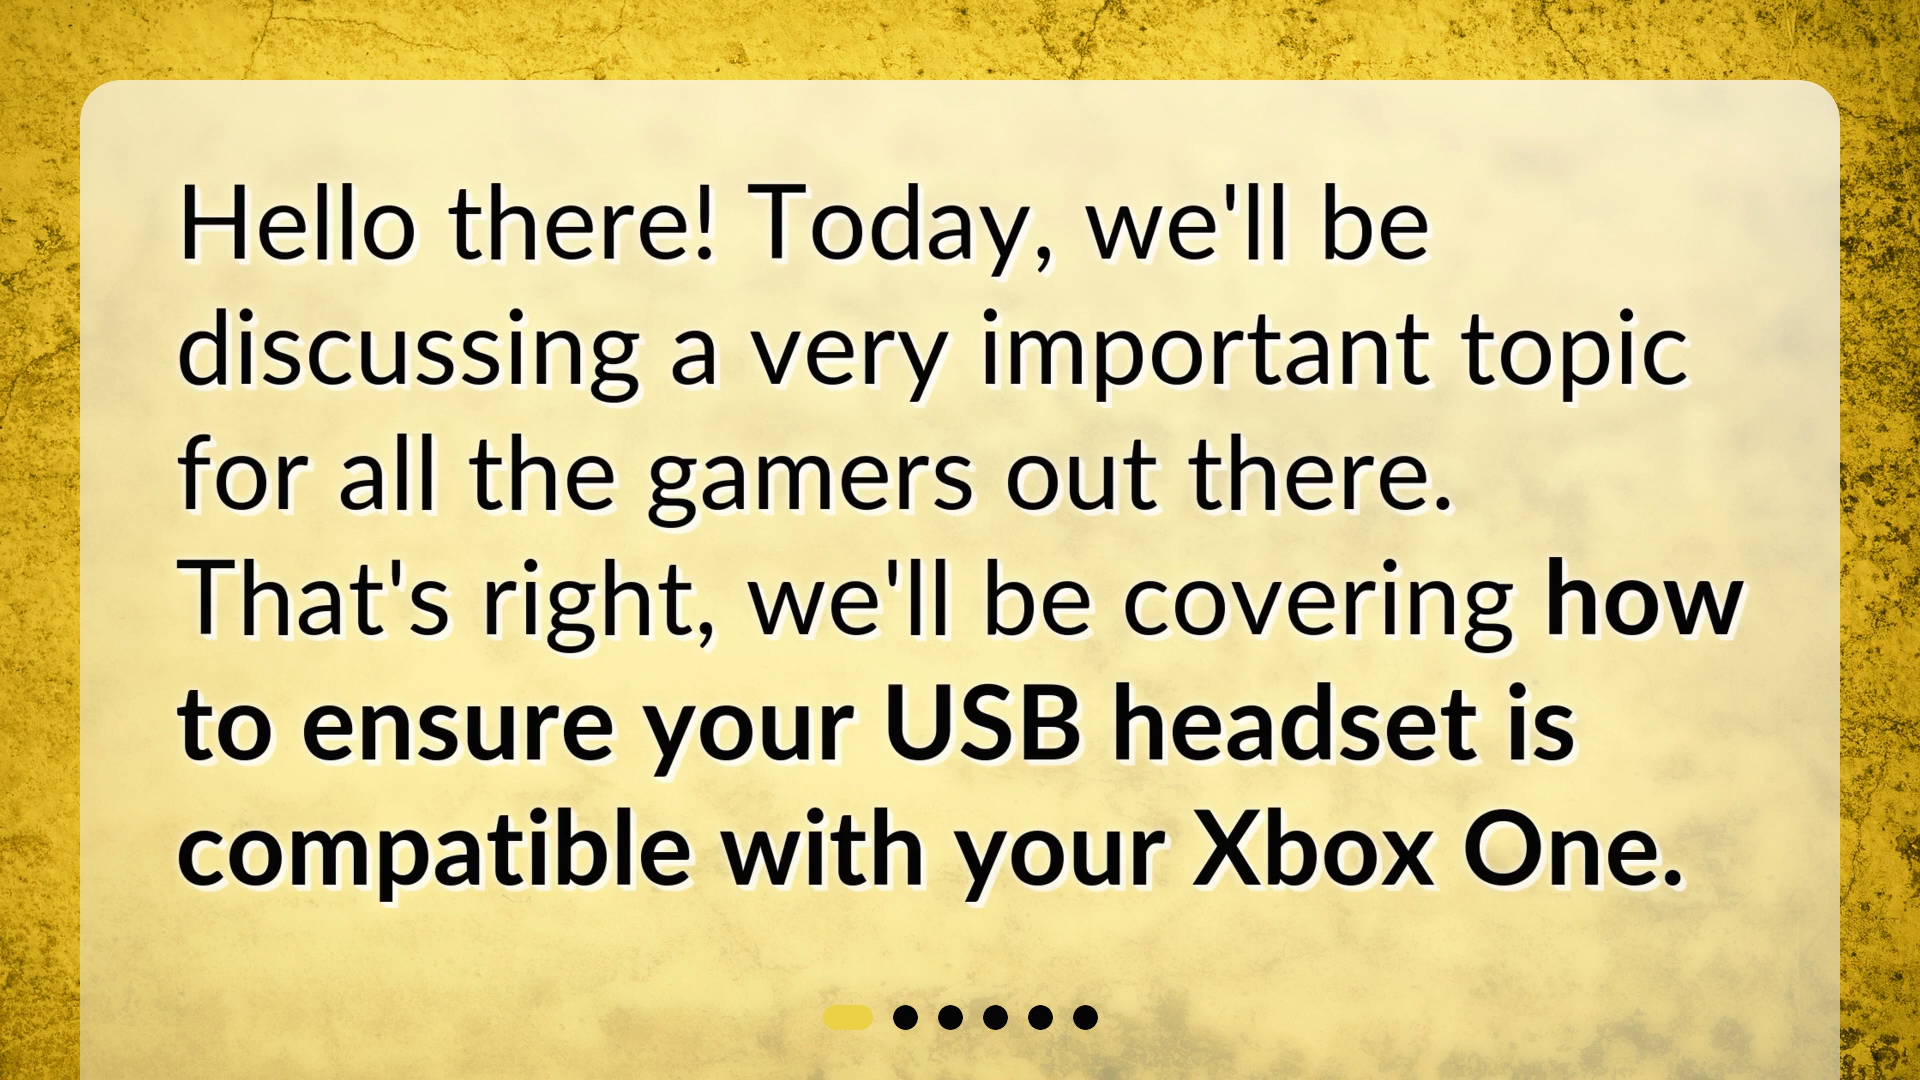 Hello there! Today, we'll be
discussing a very important topic
for all the gamers out there.
That's right, we'll be covering how
to ensure your USB headset is
compatible with your Xbox One.